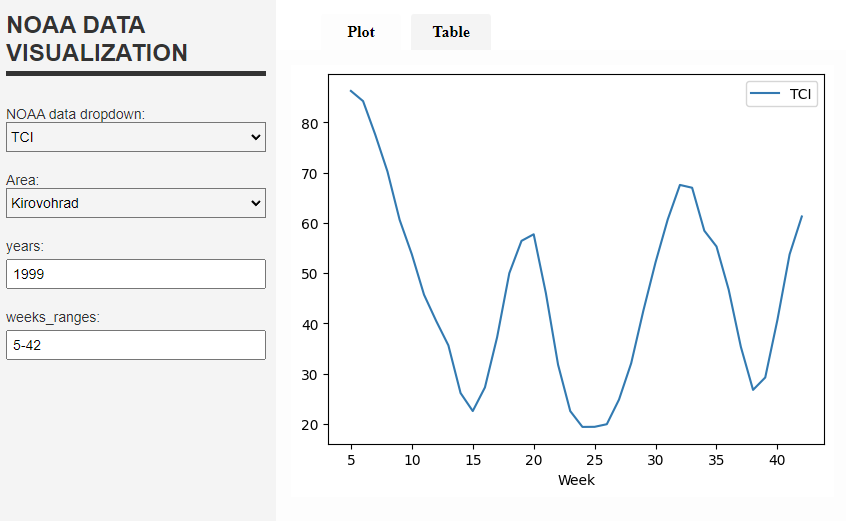 NOAA DATA
VISUALIZATION
NOAA data dropdown:
TCI
Area:
Kirovohrad
years:
1999
weeks_ranges:
5-42
Plot Table
TCI
80
70
60
50
40
30
20
5 10 15 20 25 30 35 40
Week